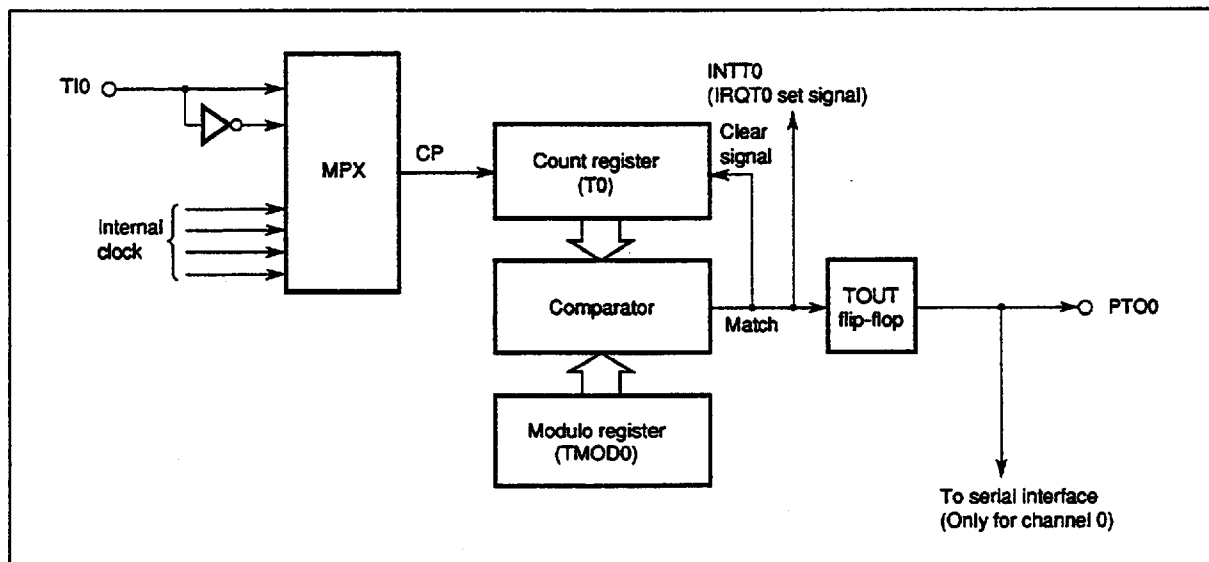 TI0
MPX
Internal
clock
CP
Count register
(T0)
Clear
signal
INTT0
(IRQT0 set signal)
Comparator
Match
TOUT
flip-flop
PTO0
Modulo register
(TMOD0)
To serial interface
(Only for channel 0)